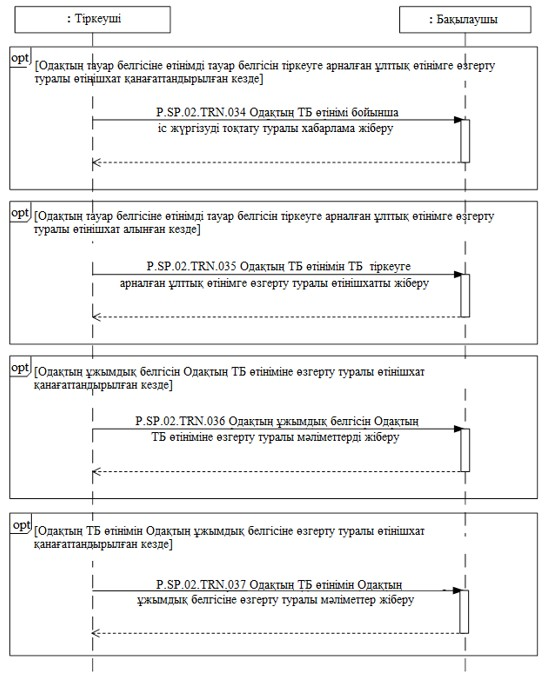 : Тіркеуші
: Бақылаушы
opt
[Одақтың тауар белгісіне өтінімді тауар белгісін тіркеуге арналған ұлттық өтінімге өзгерту
туралы өтінішхат қанағаттандырылған кезде]
P.SP.02.TRN.034 Одақтың ТБ өтінімі бойынша
іс жүргізуді тоқтату туралы хабарлама жіберу
opt
[Одақтың тауар белгісіне өтінімді тауар белгісін тіркеуге арналған ұлттық өтінімге өзгерту
туралы өтінішхат алынған кезде]
P.SP.02.TRN.035 Одақтың ТБ өтінімін ТБ тіркеуге
арналған ұлттық өтінімге өзгерту туралы өтінішхатты жіберу
opt
[Одақтың ұжымдық белгісін Одақтың ТБ өтініміне өзгерту туралы өтінішхат
қанағаттандырылған кезде]
P.SP.02.TRN.036 Одақтың ұжымдық белгісін Одақтың
ТБ өтініміне өзгерту туралы мәліметтерді жіберу
opt
[Одақтың ТБ өтінімін Одақтың ұжымдық белгісіне өзгерту туралы өтінішхат
қанағаттандырылған кезде]
P.SP.02.TRN.037 Одақтың ТБ өтінімін Одақтың
ұжымдық белгісіне өзгерту туралы мәліметтер жіберу